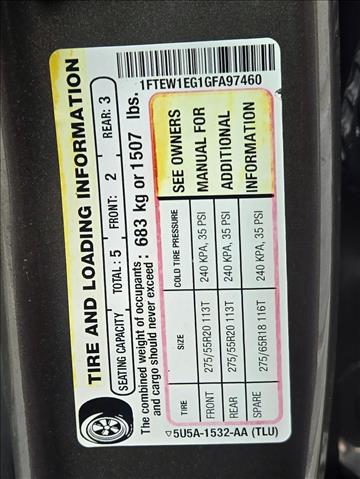 1FTEW1EG1GFA97460
TIRE AND LOADING INFORMATION
SEATING CAPACITY TOTAL : 5 FRONT: 2 REAR: 3
The combined weight of occupants : 683 kg or 1507 lbs.
and cargo should never exceed
TIRE SIZE COLD TIRE PRESSURE
FRONT 275/55R20 113T 240 KPA, 35 PSI
REAR 275/55R20 113T 240 KPA, 35 PSI
SPARE 275/65R18 116T 240 KPA, 35 PSI
SEE OWNERS
MANUAL FOR
ADDITIONAL
INFORMATION
5U5A-1532-AA (TLU)